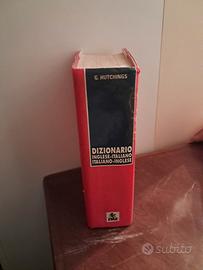 G. HUTCHINGS
DIZIONARIO
INGLESE-ITALIANO
ITALIANO-INGLESE
subito